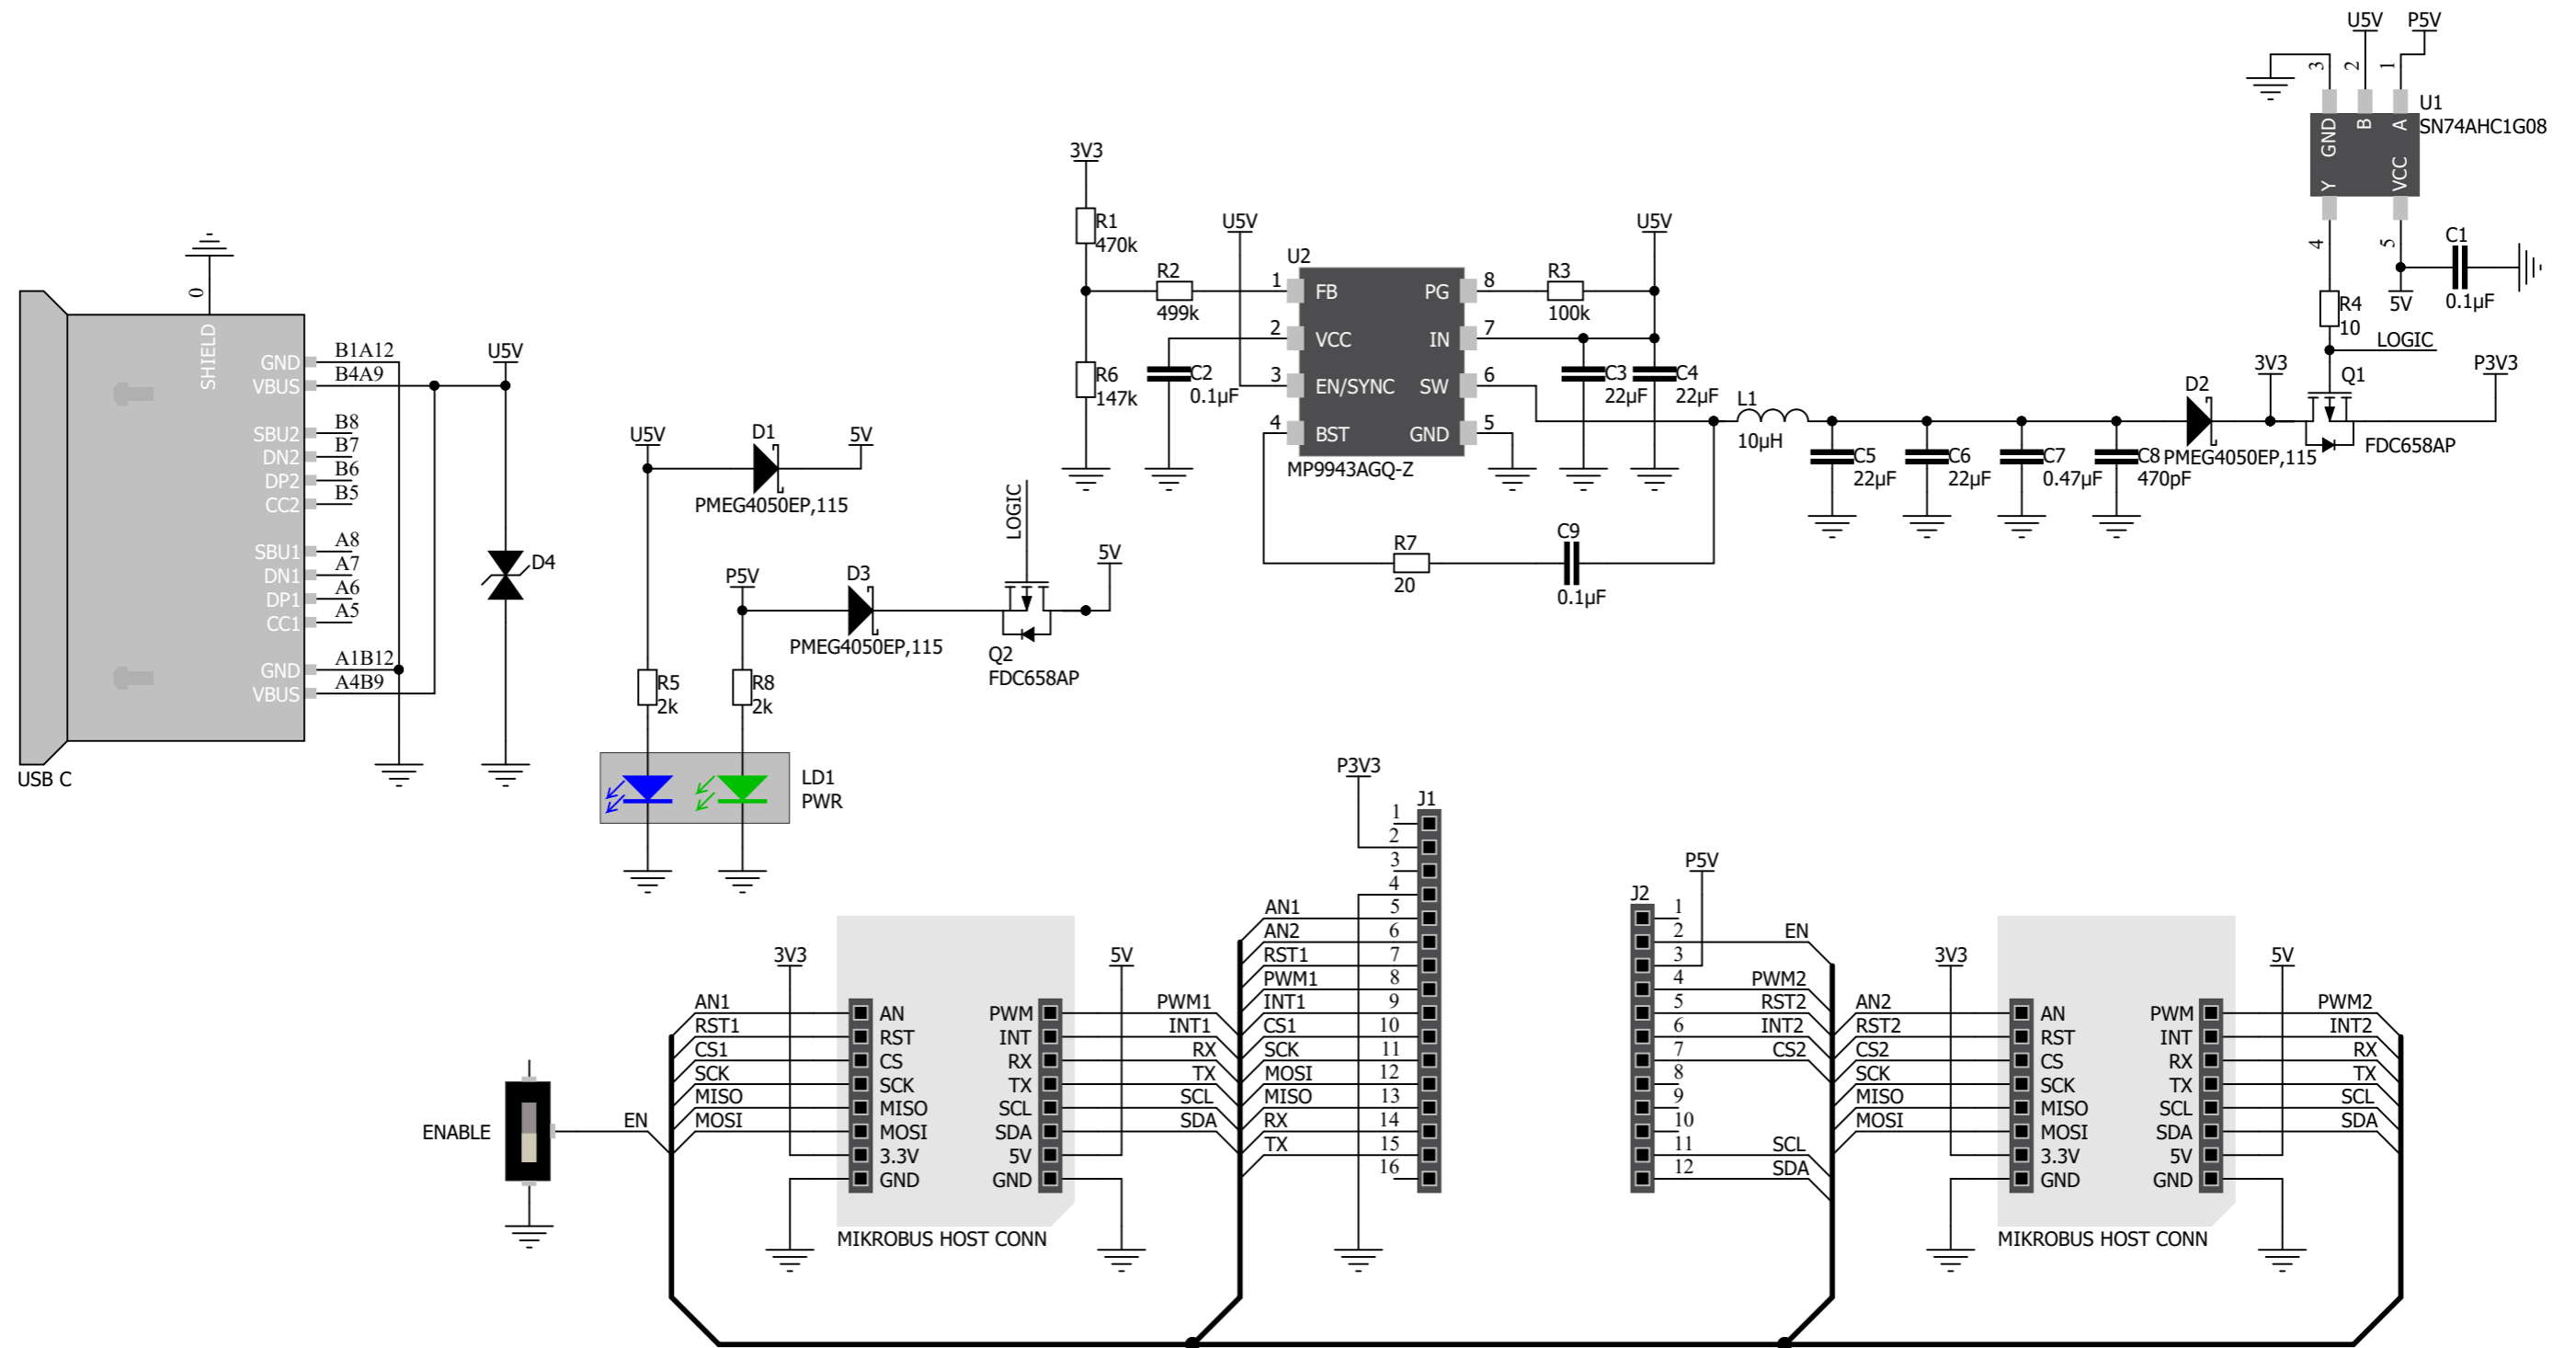 U5V P5V
3 2 1
GND B A
Y VCC
U1
SN74AHC1G08
4 5
C1
0.1µF
5V
R4
10
LOGIC
3V3
P3V3
Q1
FDC658AP
D2
PMEG4050EP,115
0
SHIELD
GND B1A12
VBUS B4A9
SBU2 B8
DN2 B7
DP2 B6
CC2 B5
SBU1 A8
DN1 A7
DP1 A6
CC1 A5
GND A1B12
VBUS A4B9
USB C
U5V
D4
U5V
D1
5V
PMEG4050EP,115
P5V
D3
PMEG4050EP,115
LOGIC
5V
Q2
FDC658AP
R5
2k
R8
2k
LD1
PWR
3V3
R1
470k
R2
499k
R6
147k
C2
0.1µF
U5V
U2
1 FB PG 8
2 VCC IN 7
3 EN/SYNC SW 6
4 BST GND 5
MP9943AGQ-Z
R3
100k
U5V
C3
22µF
C4
22µF
L1
10µH
R7
20
C9
0.1µF
C5
22µF
C6
22µF
C7
0.47µF
C8
470pF
ENABLE
EN
3V3
AN1 AN
RST1 RST
CS1 CS
SCK SCK
MISO MISO
MOSI MOSI
3.3V
GND
5V
PWM PWM1
INT INT1
RX RX
TX TX
SCL SCL
SDA SDA
5V
GND
MIKROBUS HOST CONN
P3V3
J1
1
2
3
4
AN1 5
AN2 6
RST1 7
PWM1 8
INT1 9
CS1 10
SCK 11
MOSI 12
MISO 13
RX 14
TX 15
16
P5V
J2
1
2 EN
3
4 PWM2
5 RST2
6 INT2
7 CS2
8
9
10
11 SCL
12 SDA
3V3
AN2 AN
RST2 RST
CS2 CS
SCK SCK
MISO MISO
MOSI MOSI
3.3V
GND
5V
PWM PWM2
INT INT2
RX RX
TX TX
SCL SCL
SDA SDA
5V
GND
MIKROBUS HOST CONN